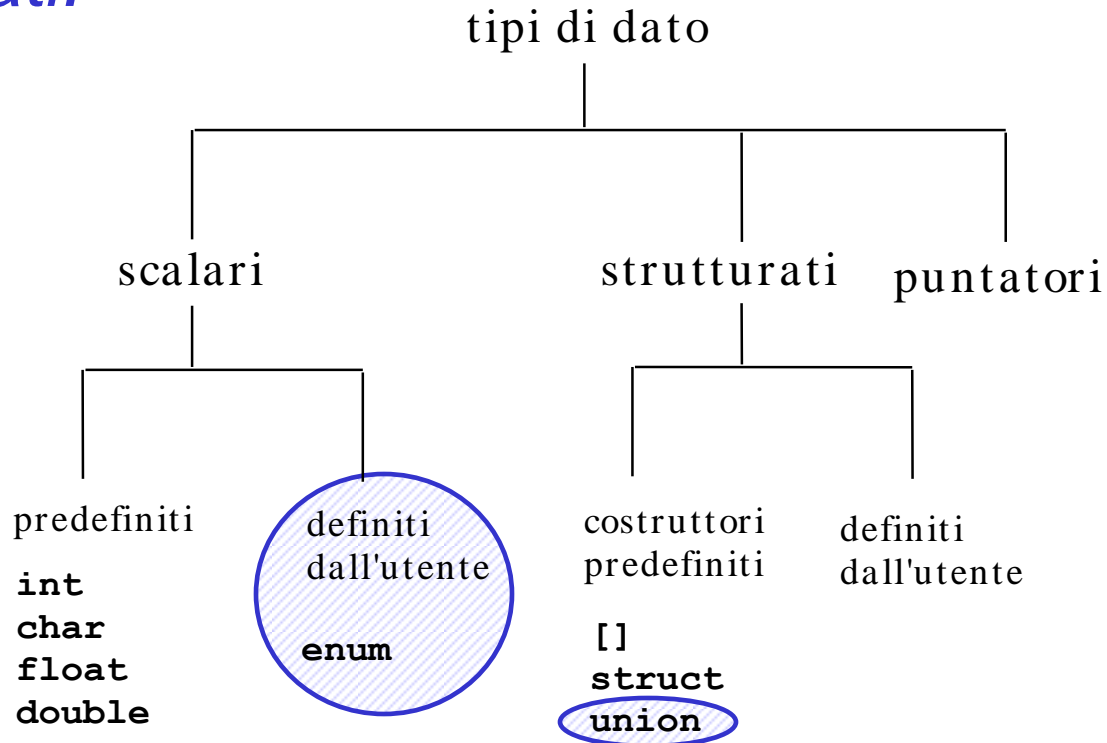 tipi di dato
scalari
strutturati
puntatori
predefiniti
int
char
float
double
definiti
dall'utente
enum
costruttori
predefiniti
[]
struct
union
definiti
dall'utente